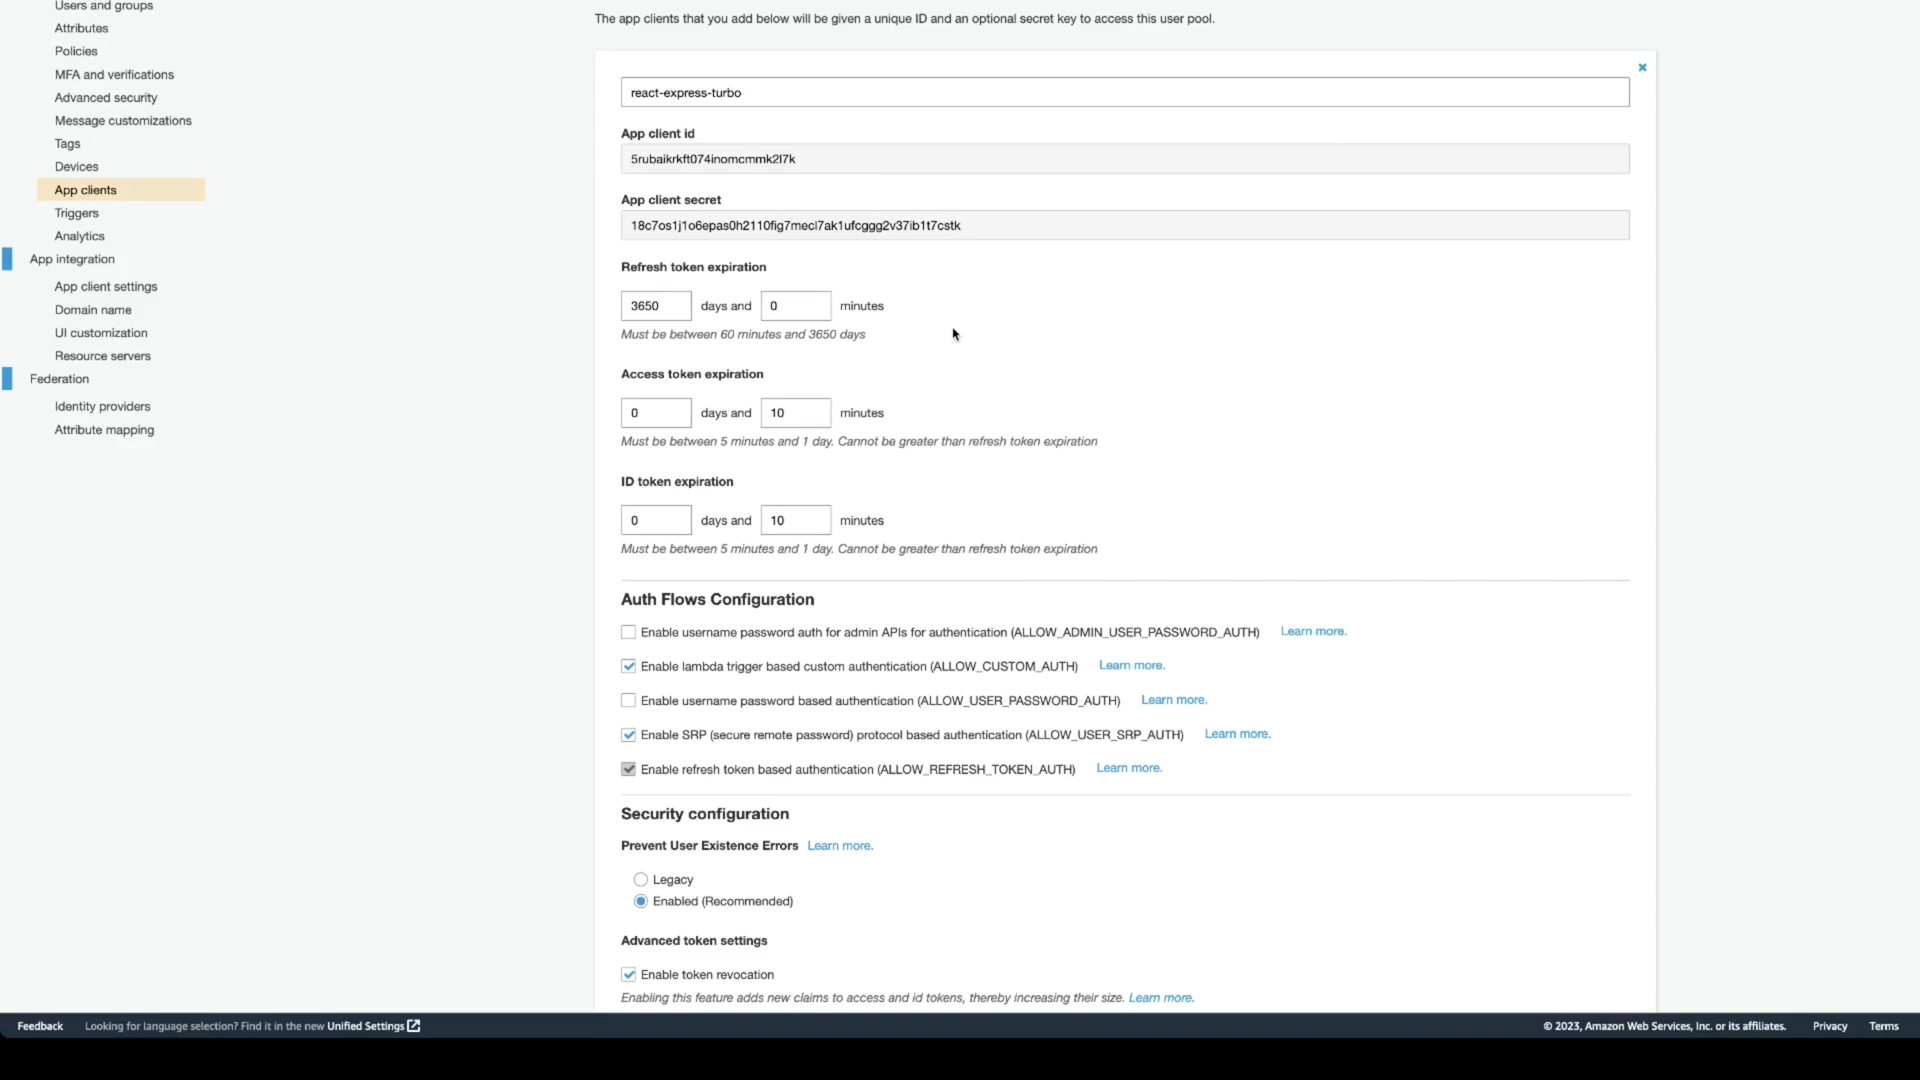 Users and groups
Attributes
Policies
MFA and verifications
Advanced security
Message customizations
Tags
Devices
App clients
Triggers
Analytics
App integration
App client settings
Domain name
UI customization
Resource servers
Federation
Identity providers
Attribute mapping
The app clients that you add below will be given a unique ID and an optional secret key to access this user pool.
react-express-turbo
App client id
5rubaikrkft074inomcmmk2l7k
App client secret
18c7os1j1o6epas0h2110fig7mecl7ak1ufcggg2v37ib1t7cstk
Refresh token expiration
3650 days and 0 minutes
Must be between 60 minutes and 3650 days
Access token expiration
0 days and 10 minutes
Must be between 5 minutes and 1 day. Cannot be greater than refresh token expiration
ID token expiration
0 days and 10 minutes
Must be between 5 minutes and 1 day. Cannot be greater than refresh token expiration
Auth Flows Configuration
Enable username password auth for admin APIs for authentication (ALLOW_ADMIN_USER_PASSWORD_AUTH) Learn more.
Enable lambda trigger based custom authentication (ALLOW_CUSTOM_AUTH) Learn more.
Enable username password based authentication (ALLOW_USER_PASSWORD_AUTH) Learn more.
Enable SRP (secure remote password) protocol based authentication (ALLOW_USER_SRP_AUTH) Learn more.
Enable refresh token based authentication (ALLOW_REFRESH_TOKEN_AUTH) Learn more.
Security configuration
Prevent User Existence Errors Learn more.
Legacy
Enabled (Recommended)
Advanced token settings
Enable token revocation
Enabling this feature adds new claims to access and id tokens, thereby increasing their size. Learn more.
Feedback Looking for language selection? Find it in the new Unified Settings © 2023, Amazon Web Services, Inc. or its affiliates. Privacy Terms